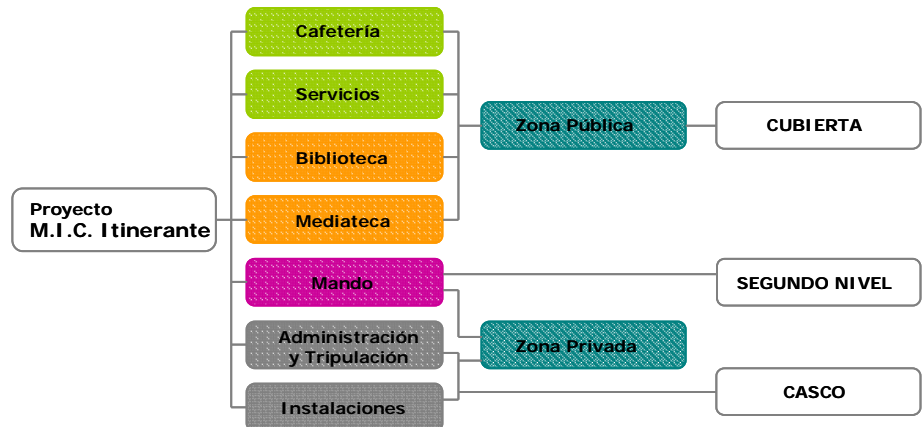 Cafetería
Servicios
Zona Pública
CUBIERTA
Biblioteca
Proyecto
M.I.C. Itinerante
Mediateca
Mando
SEGUNDO NIVEL
Administración
y Tripulación
Zona Privada
CASCO
Instalaciones